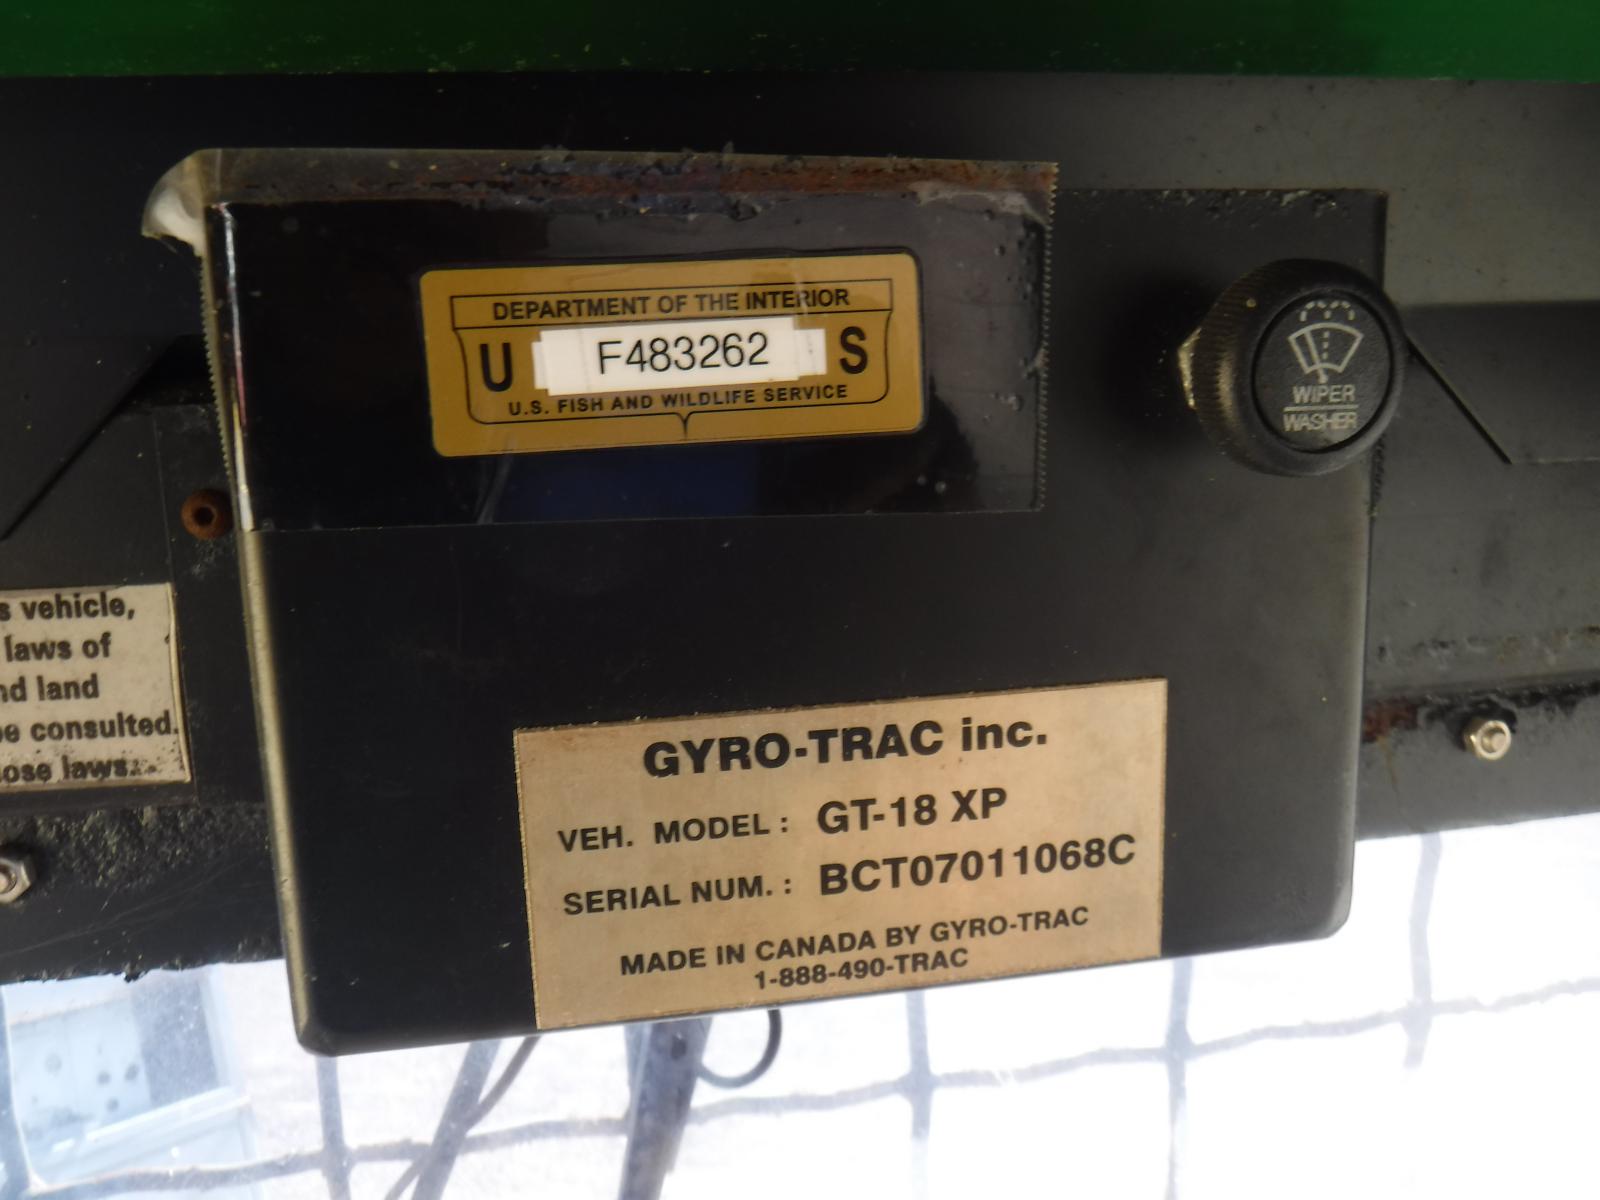 DEPARTMENT OF THE INTERIOR
U F483262 S
U.S. FISH AND WILDLIFE SERVICE
WIPER
WASHER
s vehicle,
laws of
nd land
be consulted.
ose laws.
GYRO-TRAC inc.
VEH. MODEL : GT-18 XP
SERIAL NUM. : BCT07011068C
MADE IN CANADA BY GYRO-TRAC
1-888-490-TRAC